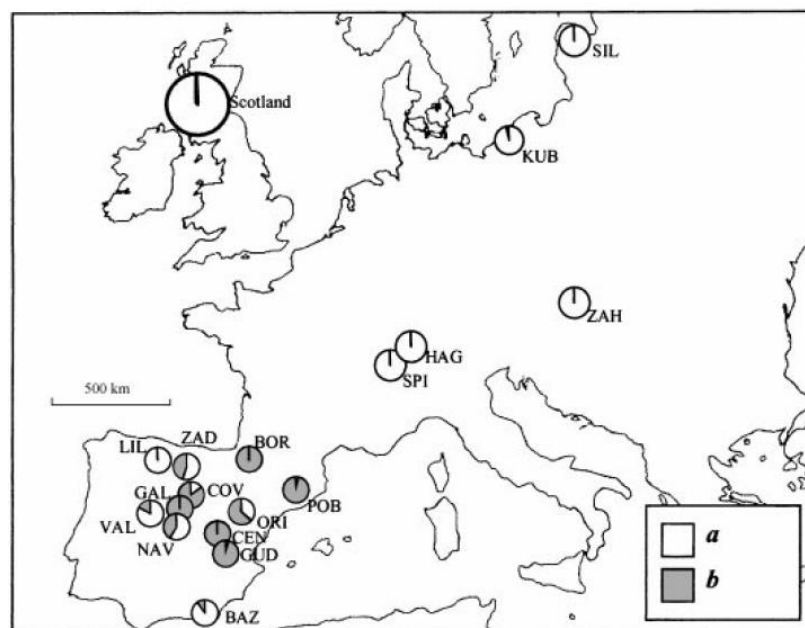 SIL
Scotland
KUB
ZAH
HAG
SPI
500 km
ZAD
LIL
BOR
GAL
COV
POB
VAL
ORI
NAV
CEN
GUD
BAZ
a
b